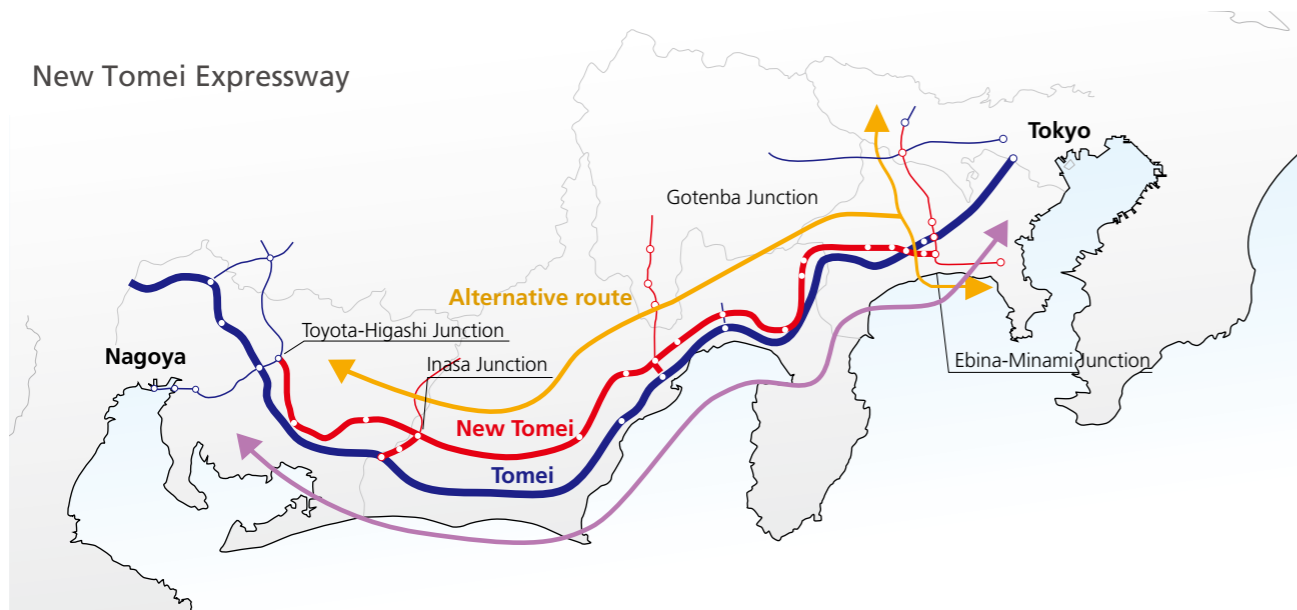 New Tomei Expressway
Tokyo
Gotenba Junction
Alternative route
Toyota-Higashi Junction
Nagoya
Inasa Junction
Ebina-Minami Junction
New Tomei
Tomei